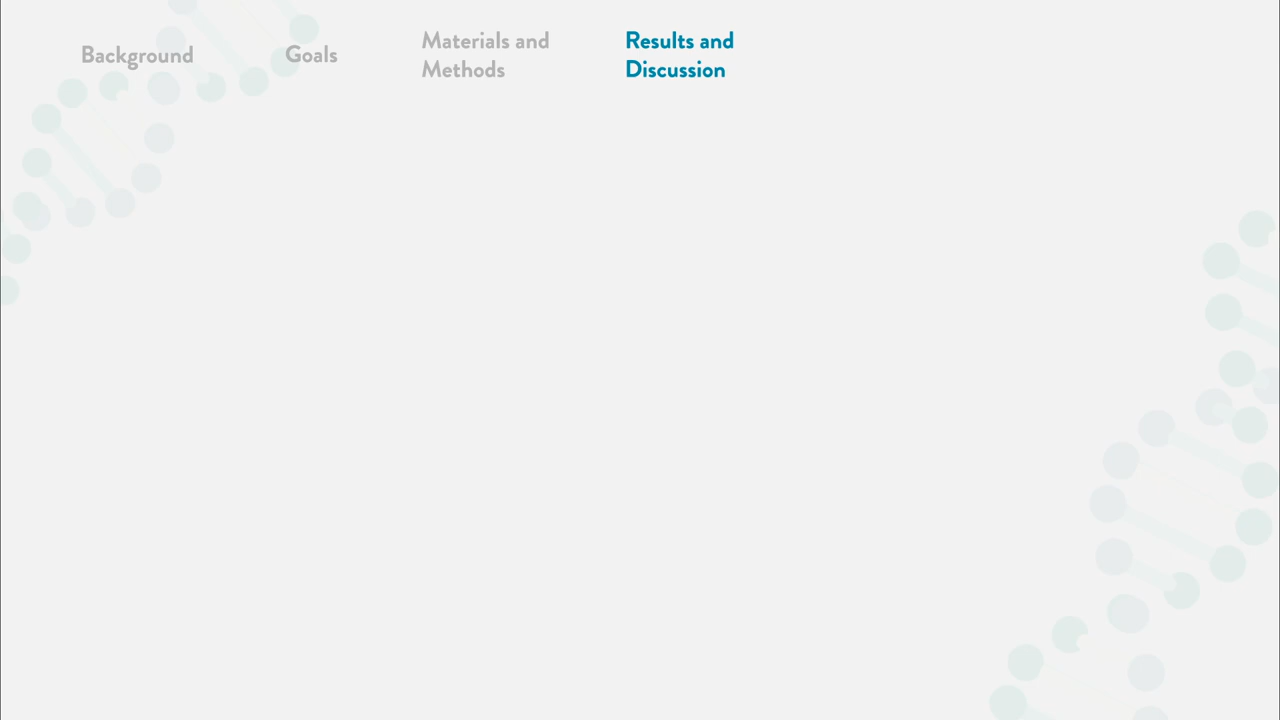 Background
Goals
Materials and
Methods
Results and
Discussion